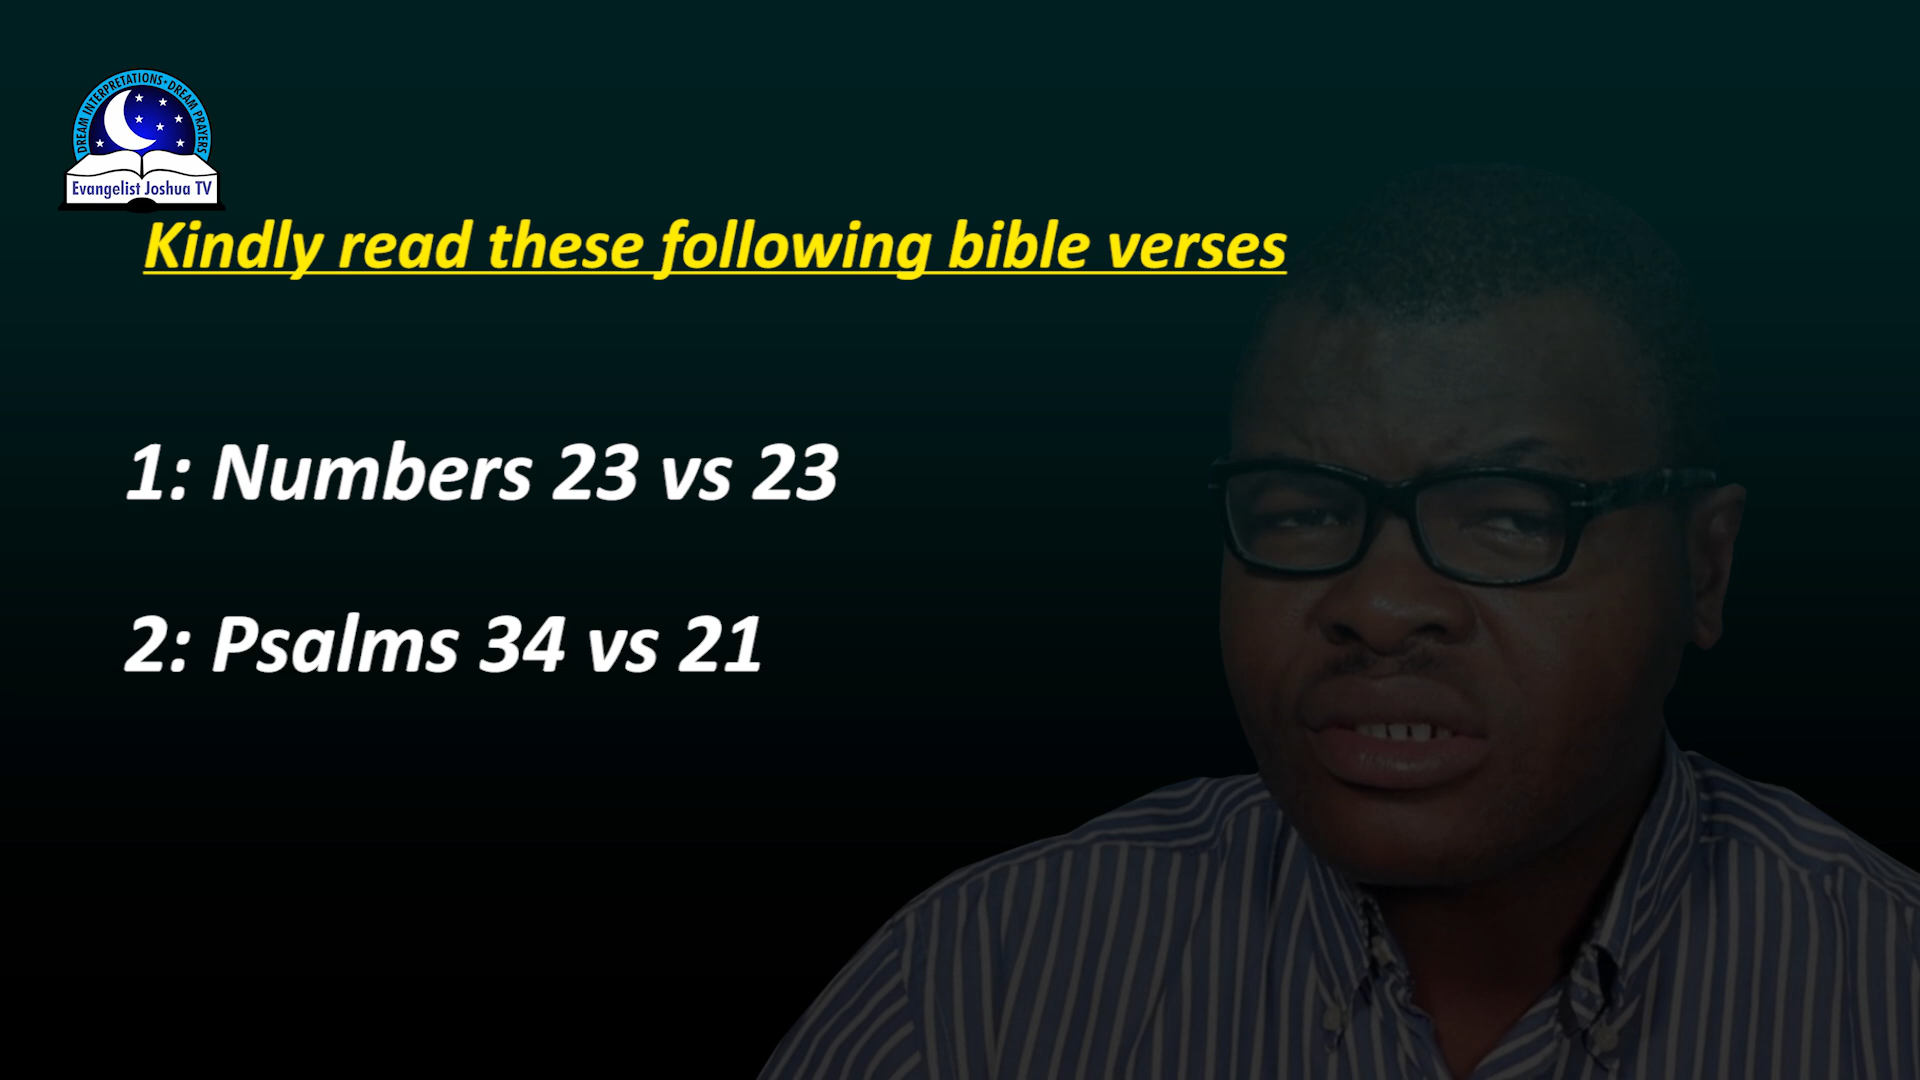 DREAM INTERPRETATIONS • DREAM PRAYERS
Evangelist Joshua TV
Kindly read these following bible verses
1: Numbers 23 vs 23
2: Psalms 34 vs 21